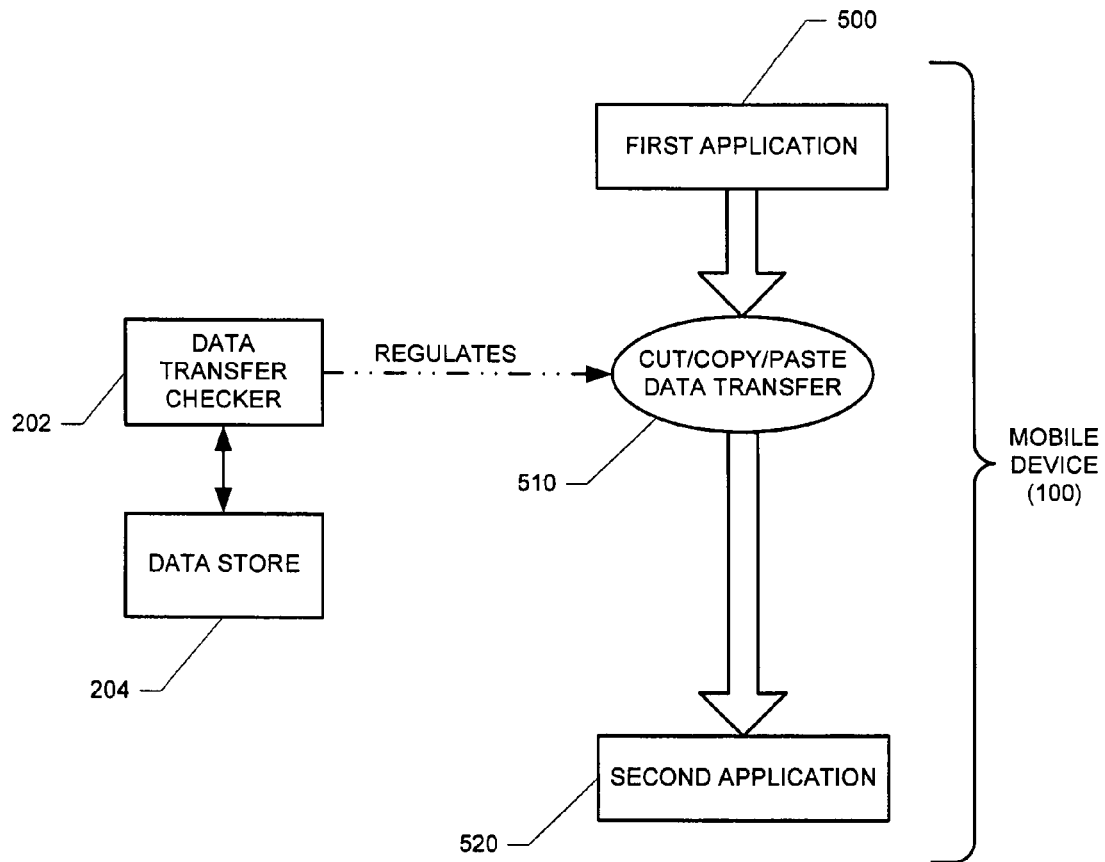 500
FIRST APPLICATION
DATA
TRANSFER
CHECKER
202
REGULATES
CUT/COPY/PASTE
DATA TRANSFER
510
MOBILE
DEVICE
(100)
DATA STORE
204
SECOND APPLICATION
520